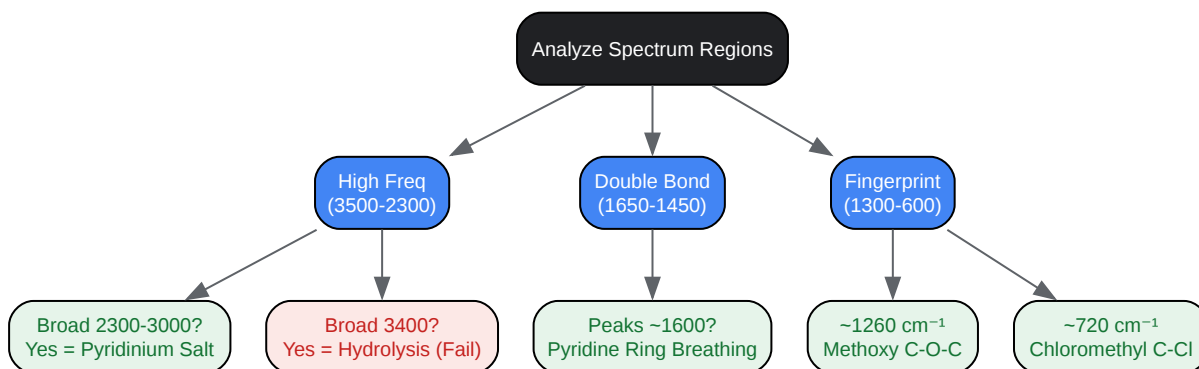 Analyze Spectrum Regions
High Freq
(3500-2300)
Double Bond
(1650-1450)
Fingerprint
(1300-600)
Broad 2300-3000?
Yes = Pyridinium Salt
Broad 3400?
Yes = Hydrolysis (Fail)
Peaks ~1600?
Pyridine Ring Breathing
~1260 cm⁻¹
Methoxy C-O-C
~720 cm⁻¹
Chloromethyl C-Cl